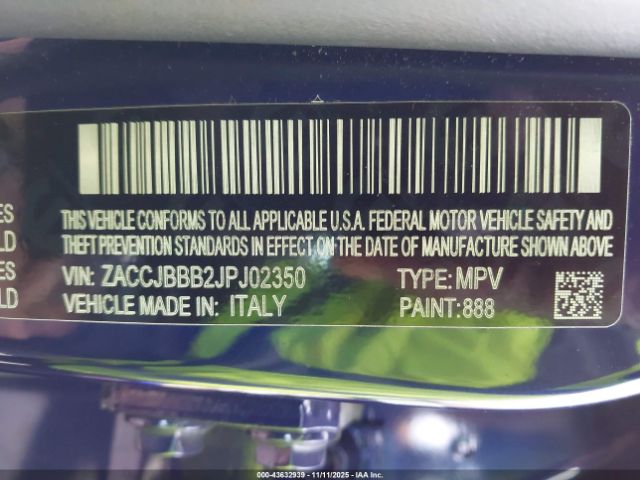 THIS VEHICLE CONFORMS TO ALL APPLICABLE U.S.A. FEDERAL MOTOR VEHICLE SAFETY AND
THEFT PREVENTION STANDARDS IN EFFECT ON THE DATE OF MANUFACTURE SHOWN ABOVE
VIN: ZACCJBBB2JPJ02350 TYPE: MPV
VEHICLE MADE IN: ITALY PAINT:888
000-43632939 - 11/11/2025 - IAA Inc.